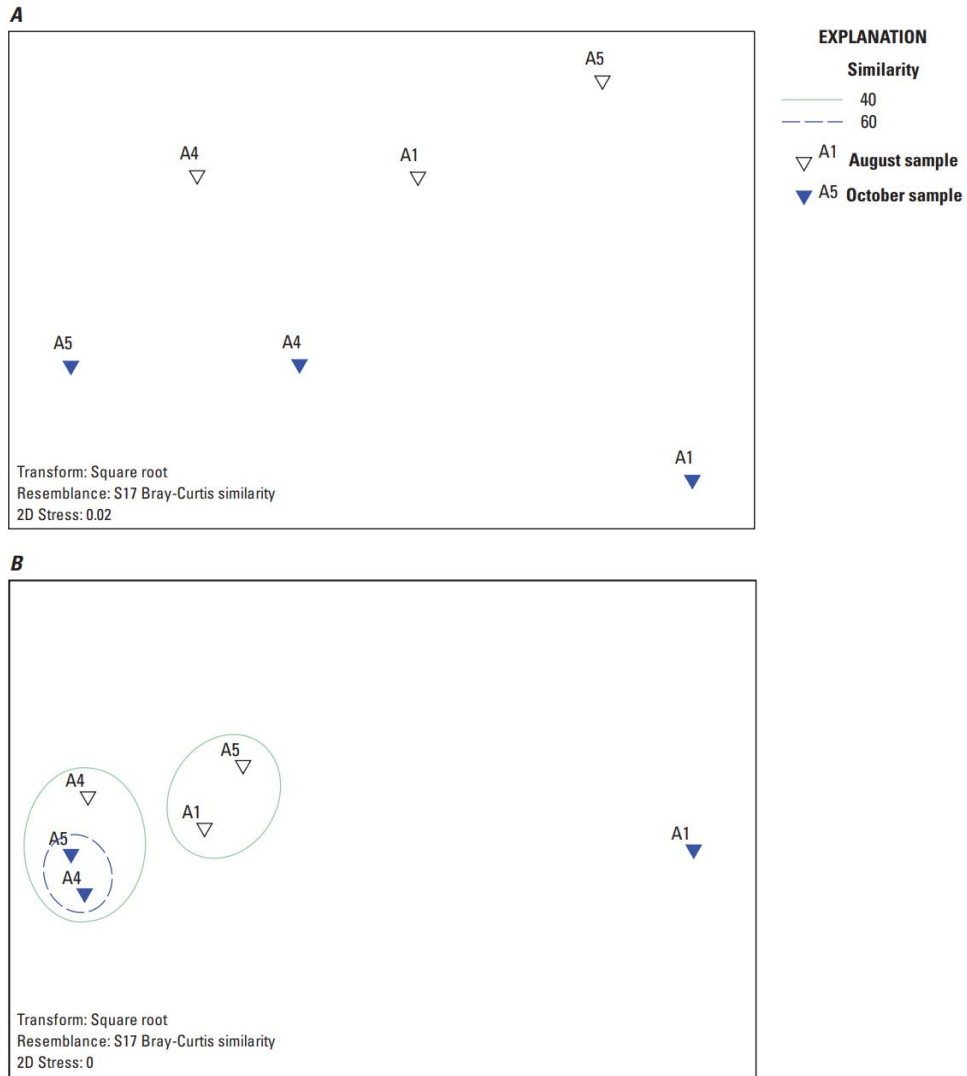 A
A5
A4
A1
A5
A4
A1
Transform: Square root
Resemblance: S17 Bray-Curtis similarity
2D Stress: 0.02
EXPLANATION
Similarity
40
60
A1 August sample
A5 October sample
B
A5
A4
A1
A5
A1
A4
Transform: Square root
Resemblance: S17 Bray-Curtis similarity
2D Stress: 0